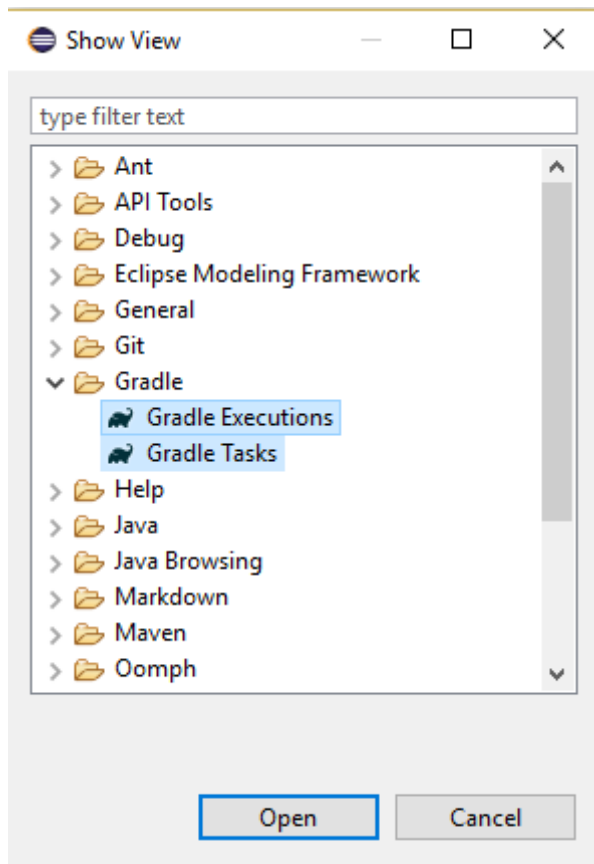 Show View
type filter text
Ant
API Tools
Debug
Eclipse Modeling Framework
General
Git
Gradle
Gradle Executions
Gradle Tasks
Help
Java
Java Browsing
Markdown
Maven
Oomph
Open Cancel